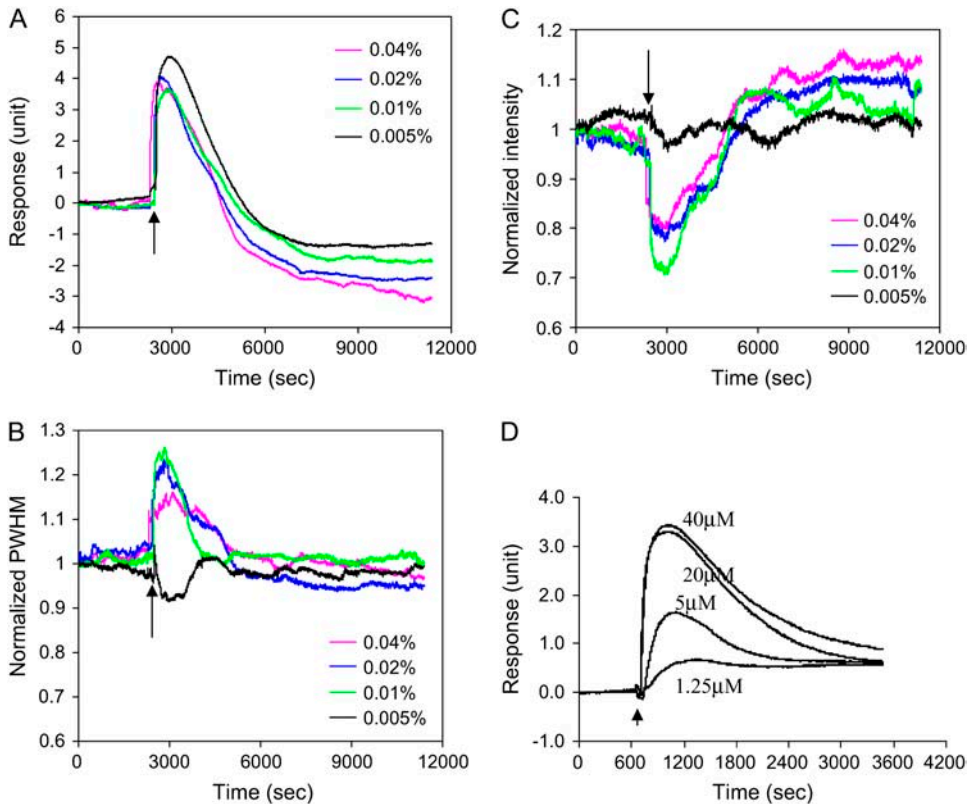 A
Response (unit)
6
5
4
3
2
1
0
-1
-2
-3
-4
0.04%
0.02%
0.01%
0.005%
0 3000 6000 9000 12000
Time (sec)
C
Normalized intensity
1.2
1.1
1
0.9
0.8
0.7
0.6
0.04%
0.02%
0.01%
0.005%
0 3000 6000 9000 12000
Time (sec)
B
Normalized PWHM
1.3
1.2
1.1
1
0.9
0.8
0.7
0.6
0.04%
0.02%
0.01%
0.005%
0 3000 6000 9000 12000
Time (sec)
D
Response (unit)
4.0
3.0
2.0
1.0
0.0
-1.0
40µM
20µM
5µM
1.25µM
0 600 1200 1800 2400 3000 3600 4200
Time (sec)